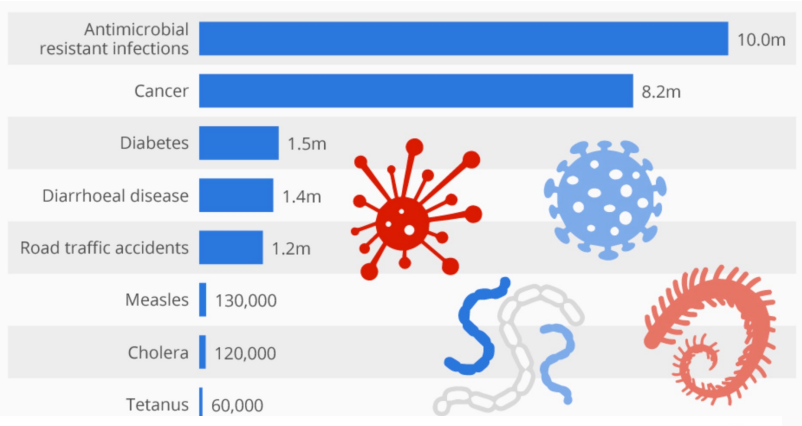 Antimicrobial
resistant infections
10.0m
Cancer
8.2m
Diabetes
1.5m
Diarrhoeal disease
1.4m
Road traffic accidents
1.2m
Measles
130,000
Cholera
120,000
Tetanus
60,000